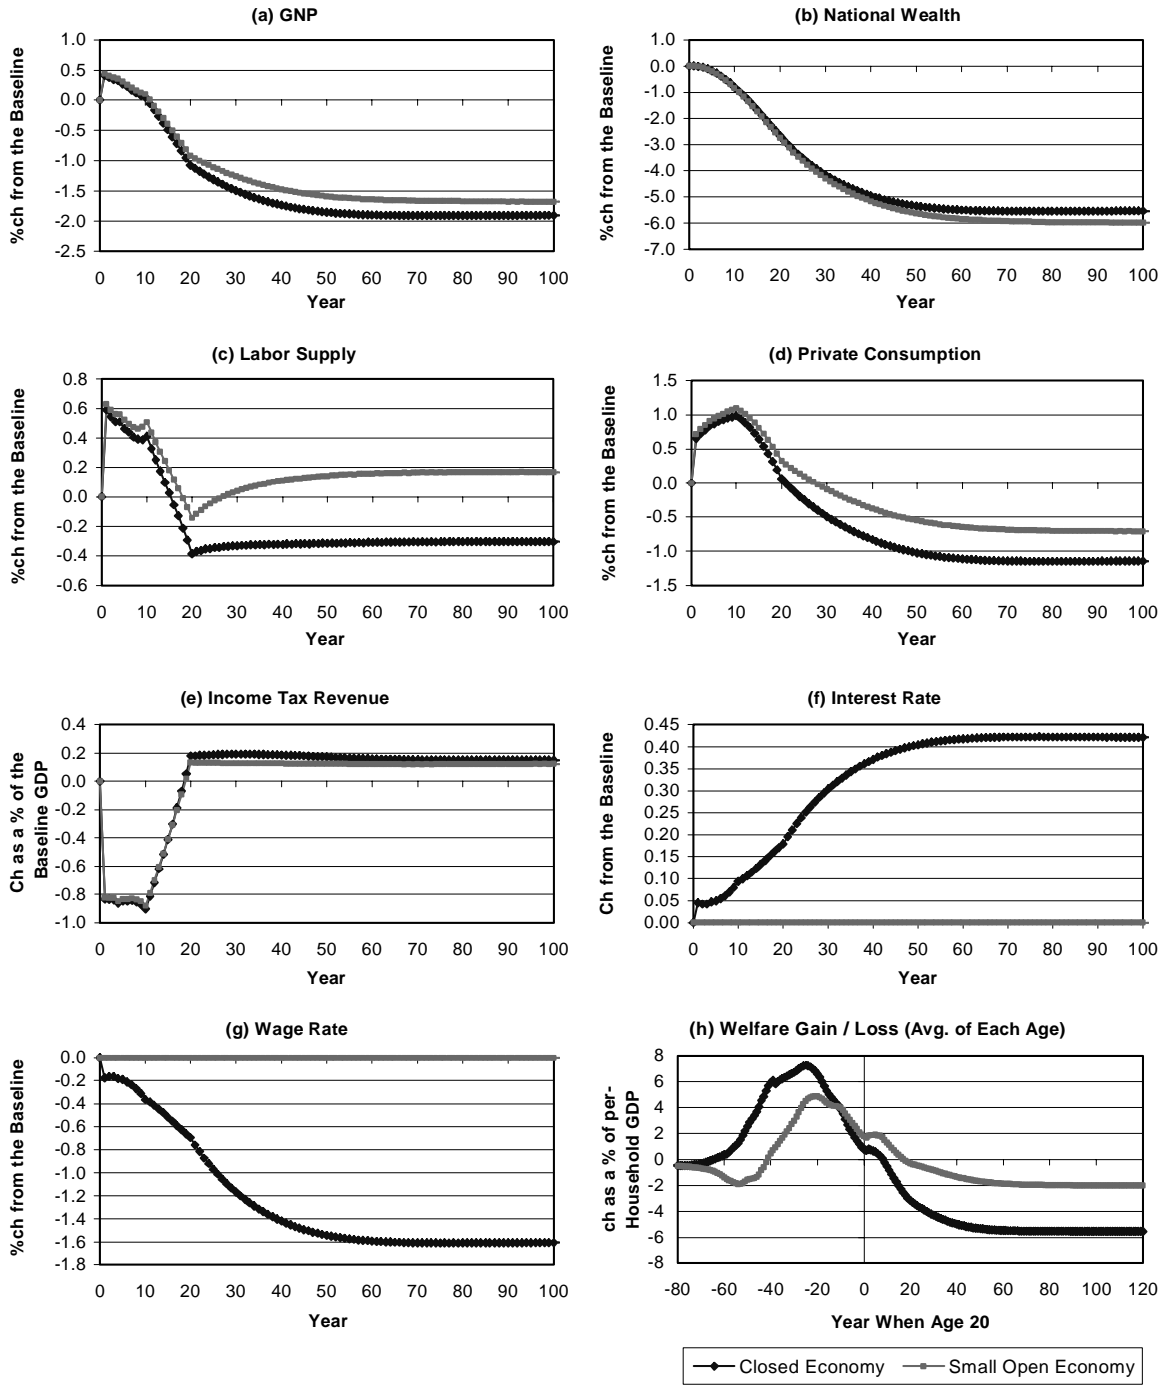 (a) GNP
%ch from the Baseline
1.0
0.5
0.0
-0.5
-1.0
-1.5
-2.0
-2.5
0 10 20 30 40 50 60 70 80 90 100
Year
(b) National Wealth
%ch from the Baseline
1.0
0.0
-1.0
-2.0
-3.0
-4.0
-5.0
-6.0
-7.0
0 10 20 30 40 50 60 70 80 90 100
Year
(c) Labor Supply
%ch from the Baseline
0.8
0.6
0.4
0.2
0.0
-0.2
-0.4
-0.6
0 10 20 30 40 50 60 70 80 90 100
Year
(d) Private Consumption
%ch from the Baseline
1.5
1.0
0.5
0.0
-0.5
-1.0
-1.5
0 10 20 30 40 50 60 70 80 90 100
Year
(e) Income Tax Revenue
Ch as a % of the
Baseline GDP
0.4
0.2
0.0
-0.2
-0.4
-0.6
-0.8
-1.0
0 10 20 30 40 50 60 70 80 90 100
Year
(f) Interest Rate
Ch from the Baseline
0.45
0.40
0.35
0.30
0.25
0.20
0.15
0.10
0.05
0.00
0 10 20 30 40 50 60 70 80 90 100
Year
(g) Wage Rate
%ch from the Baseline
0.0
-0.2
-0.4
-0.6
-0.8
-1.0
-1.2
-1.4
-1.6
-1.8
0 10 20 30 40 50 60 70 80 90 100
Year
(h) Welfare Gain / Loss (Avg. of Each Age)
ch as a % of per-
Household GDP
8
6
4
2
0
-2
-4
-6
-8
-80 -60 -40 -20 0 20 40 60 80 100 120
Year When Age 20
Closed Economy Small Open Economy